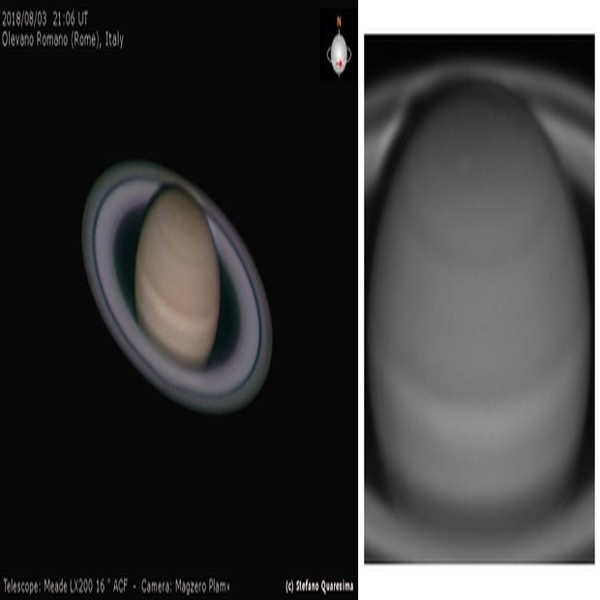 2018/08/03 21:06 UT
Olevano Romano (Rome), Italy
N
Telescope: Meade LX200 16 " ACF - Camera: Magzero Plamx
(c) Stefano Quaresima